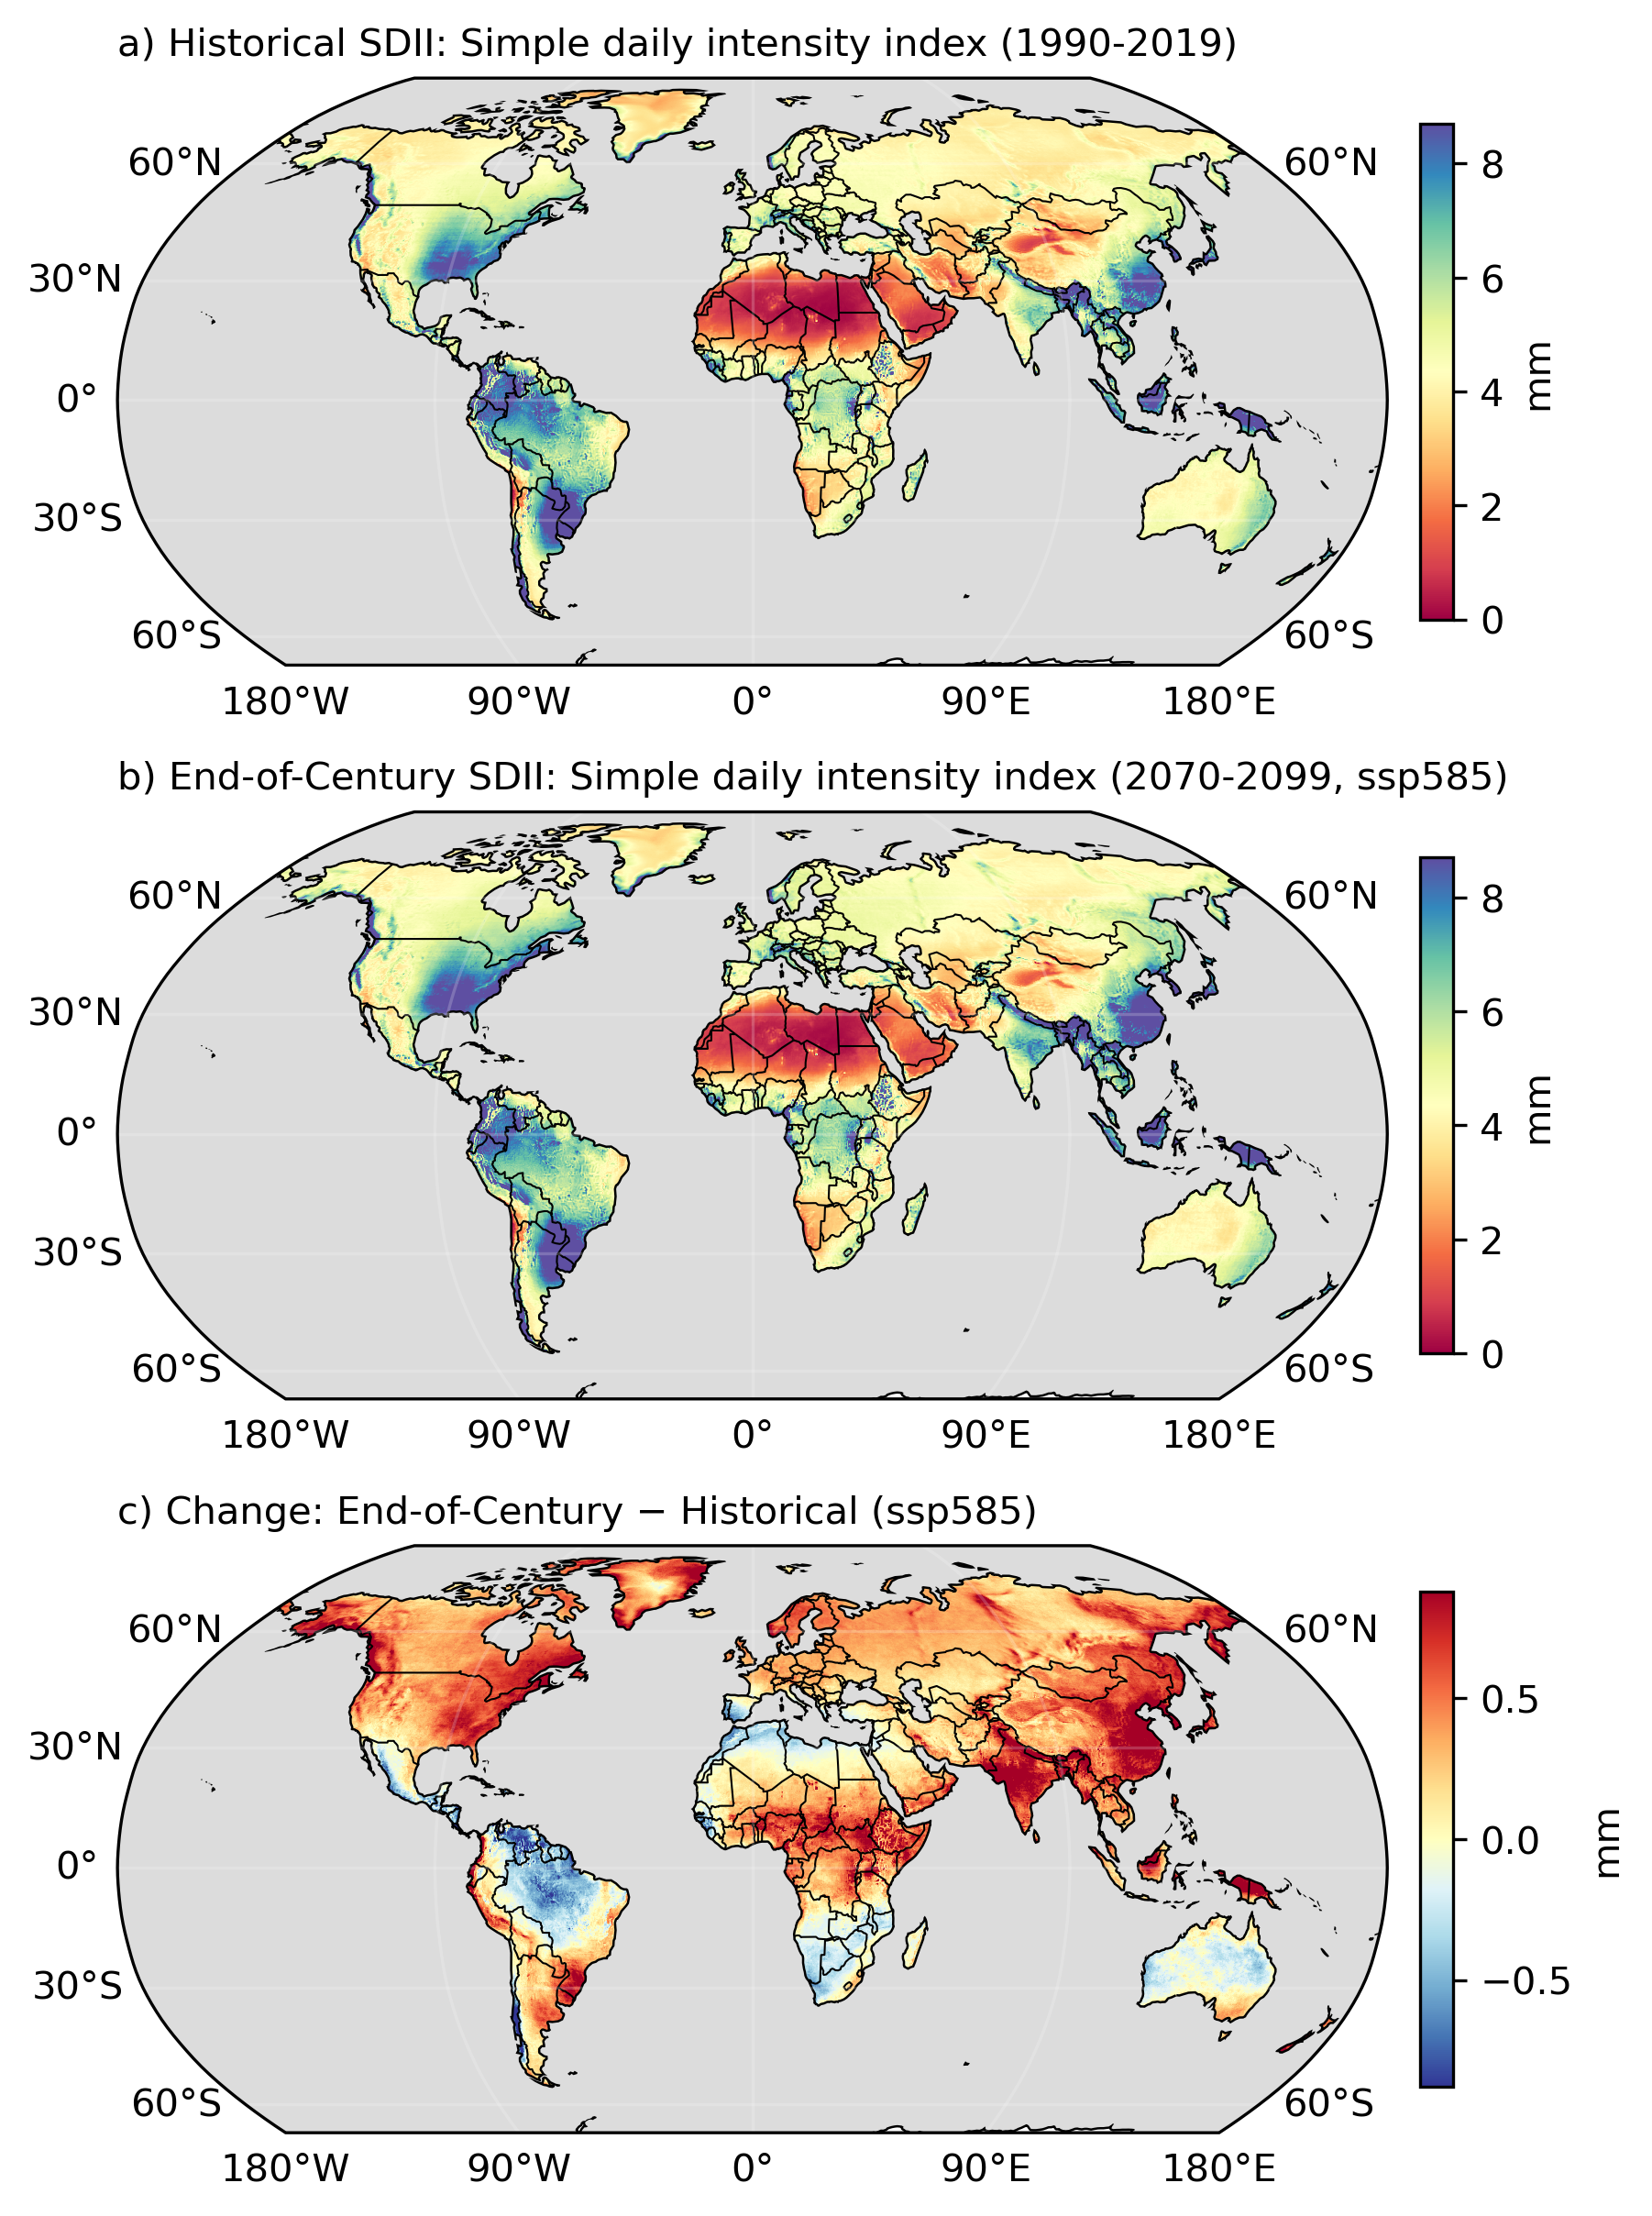 a) Historical SDII: Simple daily intensity index (1990-2019)
60°N 60°N
30°N
0°
30°S
60°S 60°S
180°W 90°W 0° 90°E 180°E
8
6
4
2
0
mm
b) End-of-Century SDII: Simple daily intensity index (2070-2099, ssp585)
60°N 60°N
30°N
0°
30°S
60°S 60°S
180°W 90°W 0° 90°E 180°E
8
6
4
2
0
mm
c) Change: End-of-Century − Historical (ssp585)
60°N 60°N
30°N
0°
30°S
60°S 60°S
180°W 90°W 0° 90°E 180°E
0.5
0.0
−0.5
mm